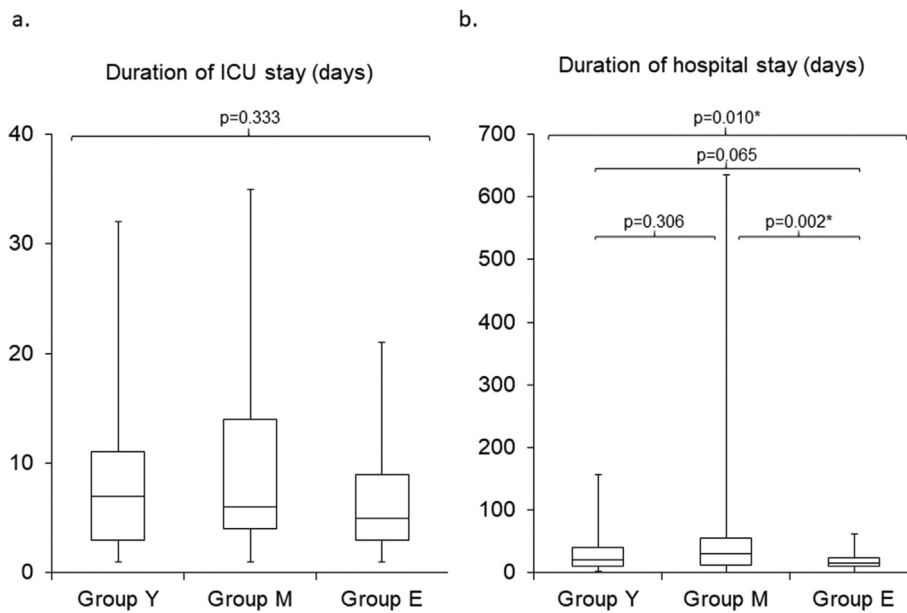 a.
Duration of ICU stay (days)
p=0.333
40
30
20
10
0
Group Y Group M Group E
b.
Duration of hospital stay (days)
p=0.010*
700
p=0.065
600
p=0.306 p=0.002*
500
400
300
200
100
0
Group Y Group M Group E